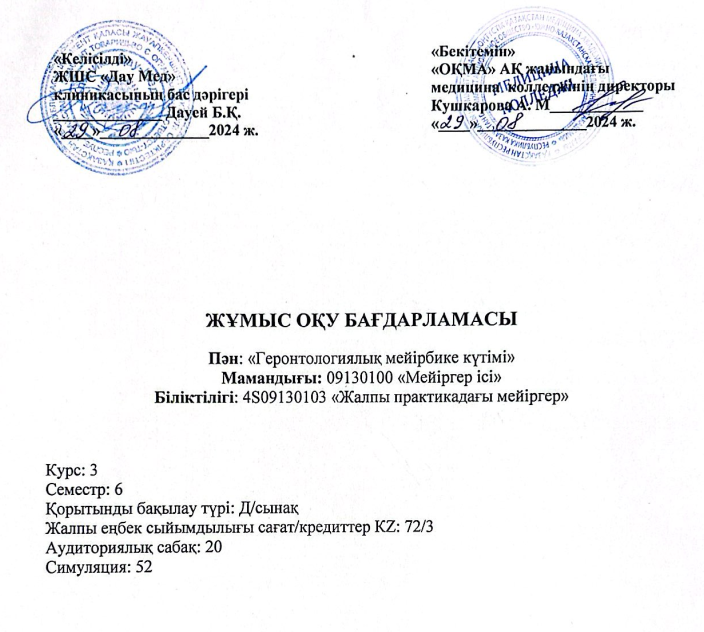 «Келісілді»
ЖШС «Дау Мед»
клиникасының бас дәрігері
Дауей Б.Қ.
«29» 08 2024 ж.
«Бекітемін»
«ОҚМА» АҚ жанындағы
медицина колледжінің директоры
Кушкарова А. М
«29» 08 2024 ж.
МЕДИЦИНА
КОЛЛЕДЖІ
ЖҰМЫС ОҚУ БАҒДАРЛАМАСЫ
Пән: «Геронтологиялық мейірбике күтімі»
Мамандығы: 09130100 «Мейіргер ісі»
Біліктілігі: 4S09130103 «Жалпы практикадағы мейіргер»
Курс: 3
Семестр: 6
Қорытынды бақылау түрі: Д/сынақ
Жалпы еңбек сыйымдылығы сағат/кредиттер KZ: 72/3
Аудиториялық сабақ: 20
Симуляция: 52